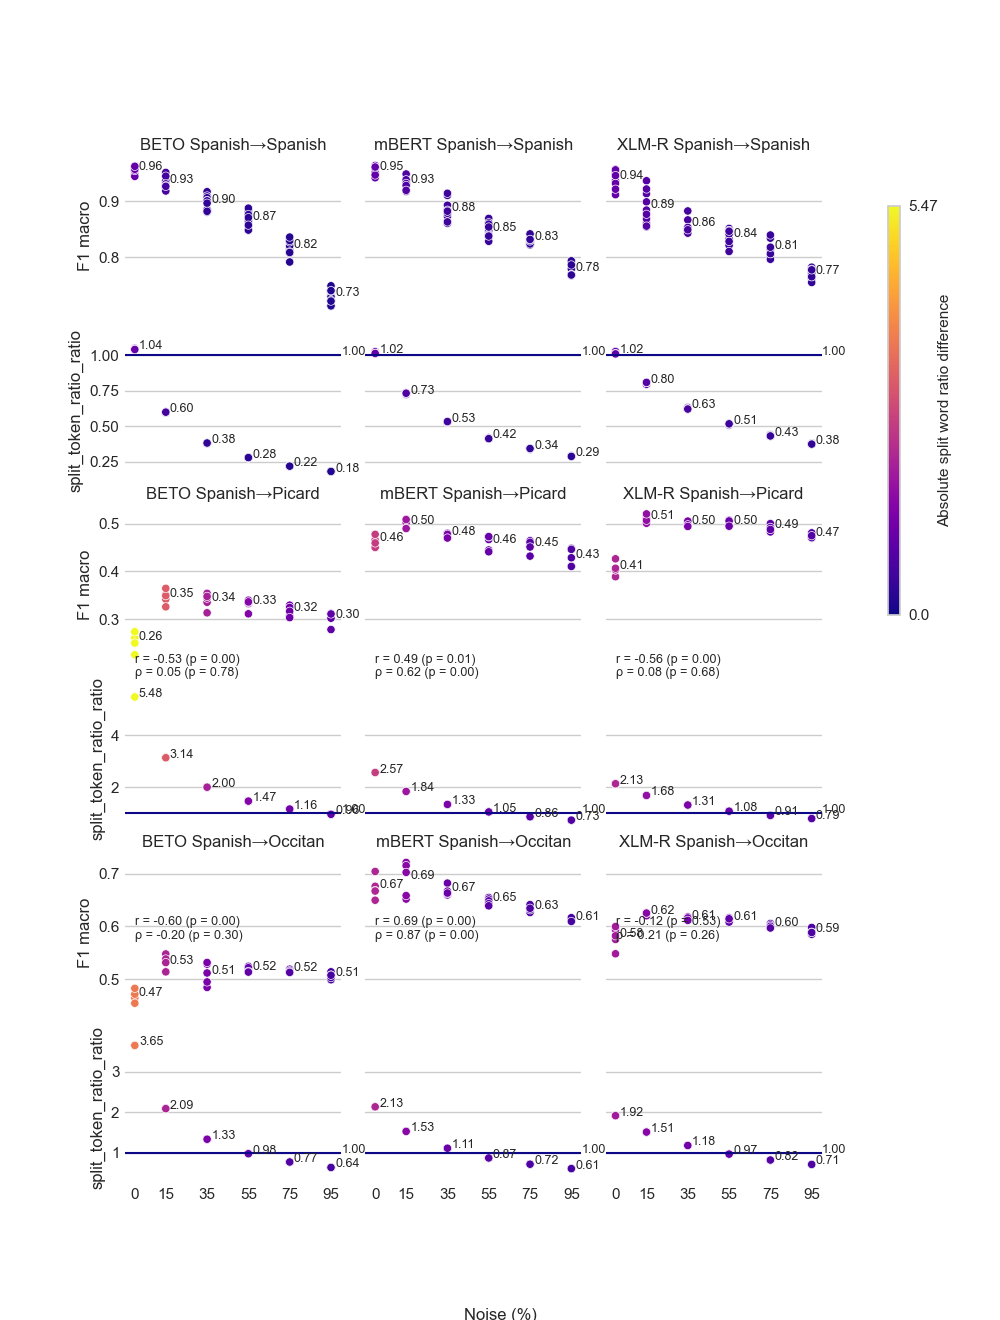 BETO Spanish→Spanish mBERT Spanish→Spanish XLM-R Spanish→Spanish
F1 macro
0.9
0.8
0.96 0.93 0.90 0.87 0.82 0.73
0.95 0.93 0.88 0.85 0.83 0.78
0.94 0.89 0.86 0.84 0.81 0.77
split_token_ratio_ratio
1.00
0.75
0.50
0.25
1.04 0.60 0.38 0.28 0.22 0.18 1.00
1.02 0.73 0.53 0.42 0.34 0.29 1.00
1.02 0.80 0.63 0.51 0.43 0.38 1.00
BETO Spanish→Picard mBERT Spanish→Picard XLM-R Spanish→Picard
F1 macro
0.5
0.4
0.3
0.26 0.35 0.34 0.33 0.32 0.30
0.46 0.50 0.48 0.46 0.45 0.43
0.41 0.51 0.50 0.50 0.49 0.47
r = -0.53 (p = 0.00)
ρ = 0.05 (p = 0.78)
r = 0.49 (p = 0.01)
ρ = 0.62 (p = 0.00)
r = -0.56 (p = 0.00)
ρ = 0.08 (p = 0.68)
split_token_ratio_ratio
4
2
5.48 3.14 2.00 1.47 1.16 1.00
2.57 1.84 1.33 1.05 0.86 0.73 1.00
2.13 1.68 1.31 1.08 0.91 0.79 1.00
BETO Spanish→Occitan mBERT Spanish→Occitan XLM-R Spanish→Occitan
F1 macro
0.7
0.6
0.5
0.47 0.53 0.51 0.52 0.52 0.51
0.67 0.69 0.67 0.65 0.63 0.61
0.58 0.62 0.61 0.61 0.60 0.59
r = -0.60 (p = 0.00)
ρ = -0.20 (p = 0.30)
r = 0.69 (p = 0.00)
ρ = 0.87 (p = 0.00)
r = -0.12 (p = 0.53)
ρ = 0.21 (p = 0.26)
split_token_ratio_ratio
3
2
1
3.65 2.09 1.33 0.98 0.77 0.64 1.00
2.13 1.53 1.11 0.87 0.72 0.61 1.00
1.92 1.51 1.18 0.97 0.82 0.71 1.00
0 15 35 55 75 95 0 15 35 55 75 95 0 15 35 55 75 95
Noise (%)
5.47
0.0
Absolute split word ratio difference